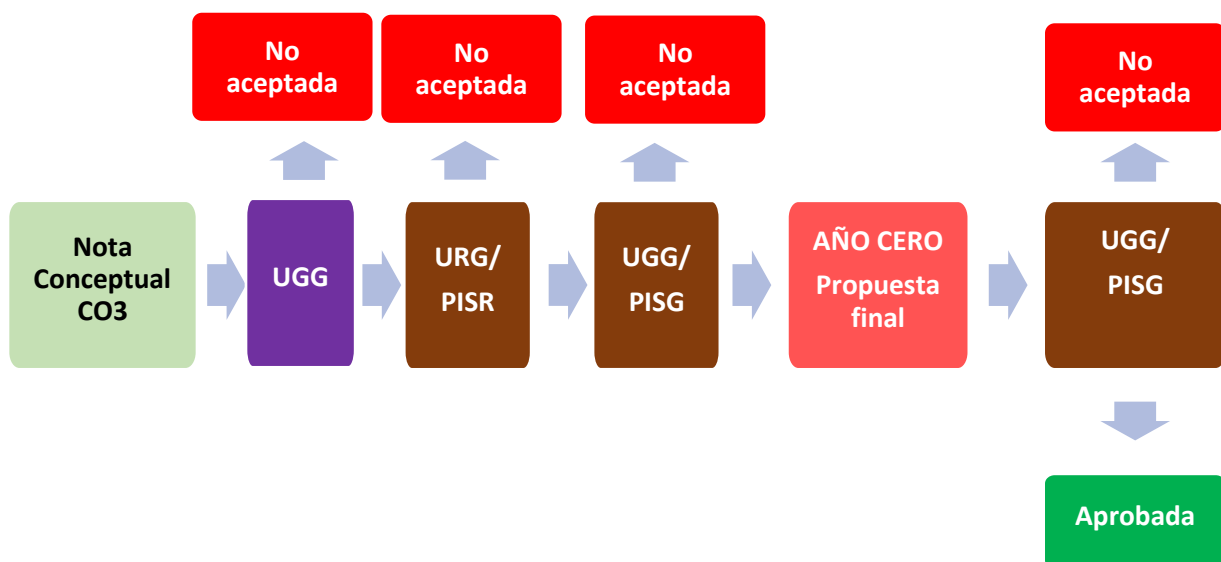 No
aceptada
No
aceptada
No
aceptada
No
aceptada
Nota
Conceptual
CO3
UGG
URG/
PISR
UGG/
PISG
AÑO CERO
Propuesta
final
UGG/
PISG
Aprobada